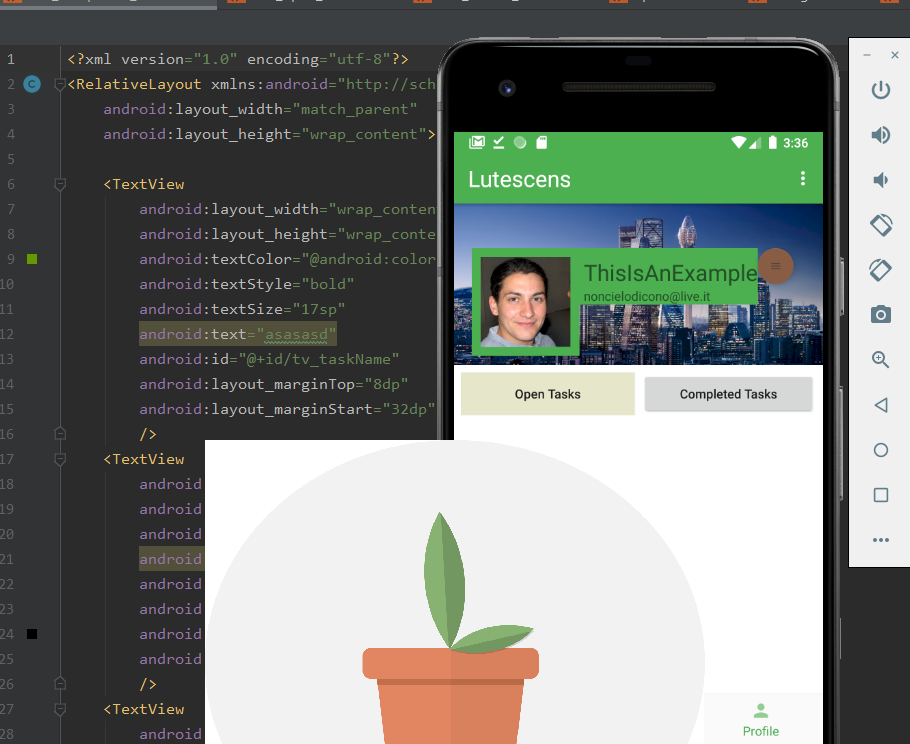 1 <?xml version="1.0" encoding="utf-8"?>
2 <RelativeLayout xmlns:android="http://sch
3 android:layout_width="match_parent"
4 android:layout_height="wrap_content">
5
6 <TextView
7 android:layout_width="wrap_conten
8 android:layout_height="wrap_conte
9 android:textColor="@android:color
10 android:textStyle="bold"
11 android:textSize="17sp"
12 android:text="asasasd"
13 android:id="@+id/tv_taskName"
14 android:layout_marginTop="8dp"
15 android:layout_marginStart="32dp"
16 />
17 <TextView
18 android
19 android
20 android
21 android
22 android
23 android
24 android
25 android
26 />
27 <TextView
28 android
3:36
Lutescens
ThisIsAnExample
noncielodicono@live.it
Open Tasks
Completed Tasks
Profile